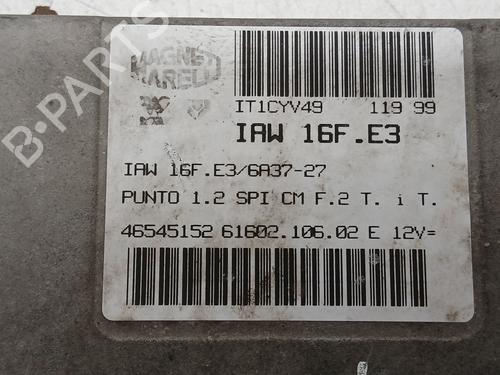 MAGNETI
MARELLI
IT1CYV49 119 99
IAW 16F.E3
IAW 16F.E3/6A37-27
PUNTO 1.2 SPI CM F.2 T. i T.
46545152 61602.106.02 E 12V=